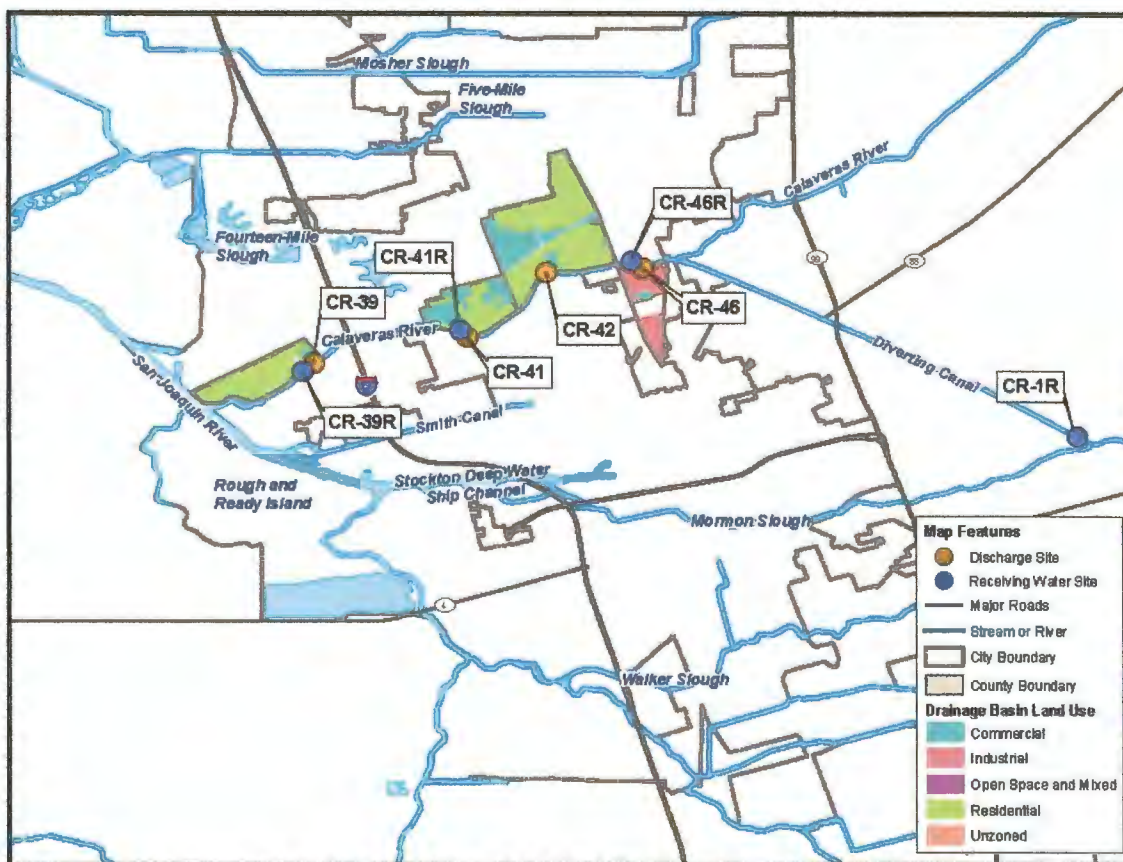 Mosher Slough
Five-Mile
Slough
Calaveras River
CR-46R
Fourteen-Mile
Slough
CR-41R
CR-39
CR-46
CR-42
Calaveras River
Diverting Canal
CR-41
CR-1R
San Joaquin River
CR-39R
Smith Canal
Rough and
Ready Island
Stockton Deep Water
Ship Channel
Mormon Slough
4
Walker Slough
Map Features
Discharge Site
Receiving Water Site
Major Roads
Stream or River
City Boundary
County Boundary
Drainage Basin Land Use
Commercial
Industrial
Open Space and Mixed
Residential
Unzoned